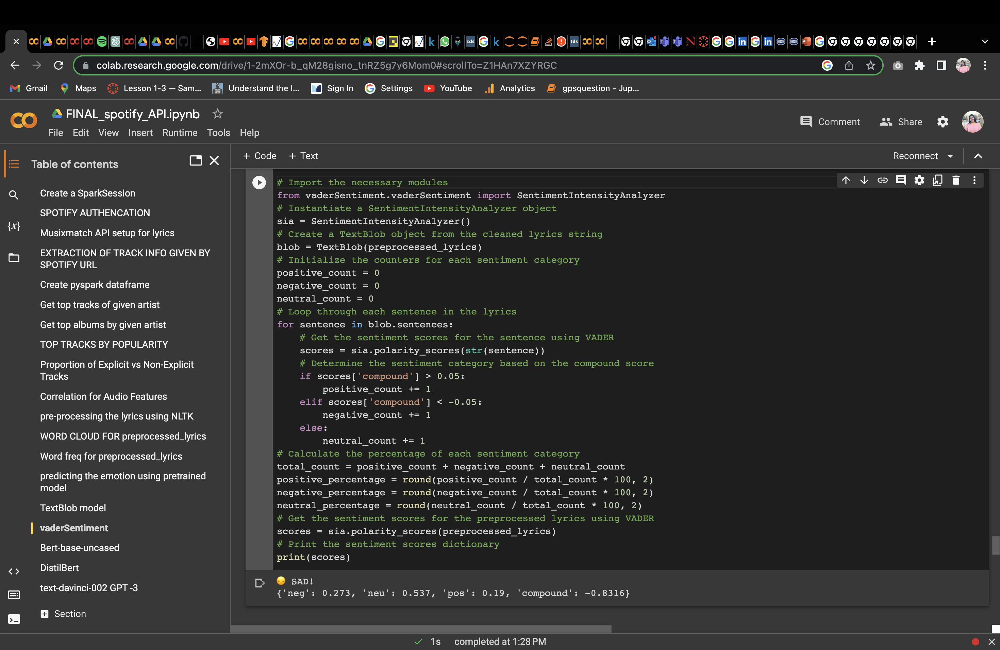 colab.research.google.com/drive/1-2mXOr-b_qM28gisno_tnRZ5g7y6Mom0#scrollTo=Z1HAn7XZYRGC
Gmail Maps Lesson 1-3 — Sam... Understand the I... Sign In Settings YouTube Analytics gpsquestion - Jup...
FINAL_spotify_API.ipynb
Comment Share
File Edit View Insert Runtime Tools Help
Table of contents
+ Code + Text
Reconnect
Create a SparkSession
SPOTIFY AUTHENCATION
Musixmatch API setup for lyrics
EXTRACTION OF TRACK INFO GIVEN BY
SPOTIFY URL
Create pyspark dataframe
Get top tracks of given artist
Get top albums by given artist
TOP TRACKS BY POPULARITY
Proportion of Explicit vs Non-Explicit
Tracks
Correlation for Audio Features
pre-processing the lyrics using NLTK
WORD CLOUD FOR preprocessed_lyrics
Word freq for preprocessed_lyrics
predicting the emotion using pretrained
model
TextBlob model
vaderSentiment
Bert-base-uncased
DistilBert
text-davinci-002 GPT -3
Section
# Import the necessary modules
from vaderSentiment.vaderSentiment import SentimentIntensityAnalyzer
# Instantiate a SentimentIntensityAnalyzer object
sia = SentimentIntensityAnalyzer()
# Create a TextBlob object from the cleaned lyrics string
blob = TextBlob(preprocessed_lyrics)
# Initialize the counters for each sentiment category
positive_count = 0
negative_count = 0
neutral_count = 0
# Loop through each sentence in the lyrics
for sentence in blob.sentences:
    # Get the sentiment scores for the sentence using VADER
    scores = sia.polarity_scores(str(sentence))
    # Determine the sentiment category based on the compound score
    if scores['compound'] > 0.05:
        positive_count += 1
    elif scores['compound'] < -0.05:
        negative_count += 1
    else:
        neutral_count += 1
# Calculate the percentage of each sentiment category
total_count = positive_count + negative_count + neutral_count
positive_percentage = round(positive_count / total_count * 100, 2)
negative_percentage = round(negative_count / total_count * 100, 2)
neutral_percentage = round(neutral_count / total_count * 100, 2)
# Get the sentiment scores for the preprocessed lyrics using VADER
scores = sia.polarity_scores(preprocessed_lyrics)
# Print the sentiment scores dictionary
print(scores)
😞 SAD!
{'neg': 0.273, 'neu': 0.537, 'pos': 0.19, 'compound': -0.8316}
1s completed at 1:28 PM